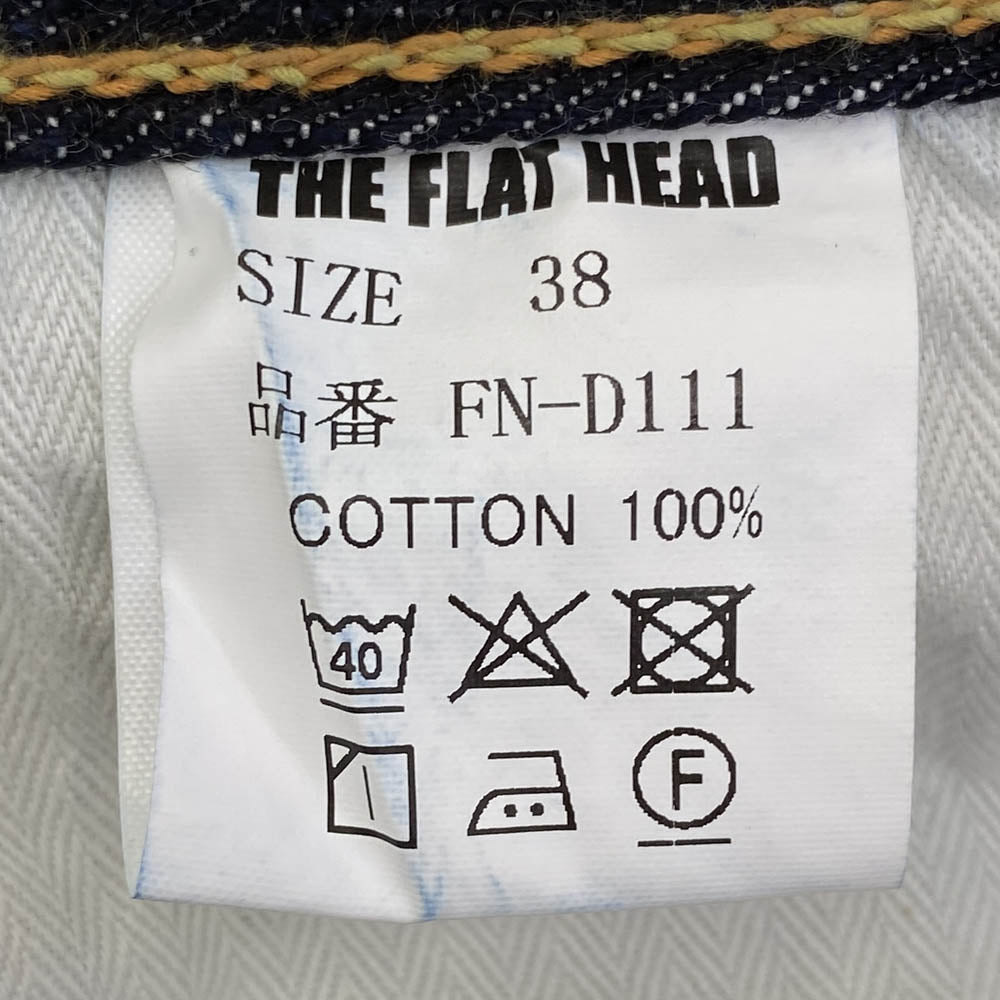 THE FLAT HEAD
SIZE 38
品番 FN-D111
COTTON 100%
40
F